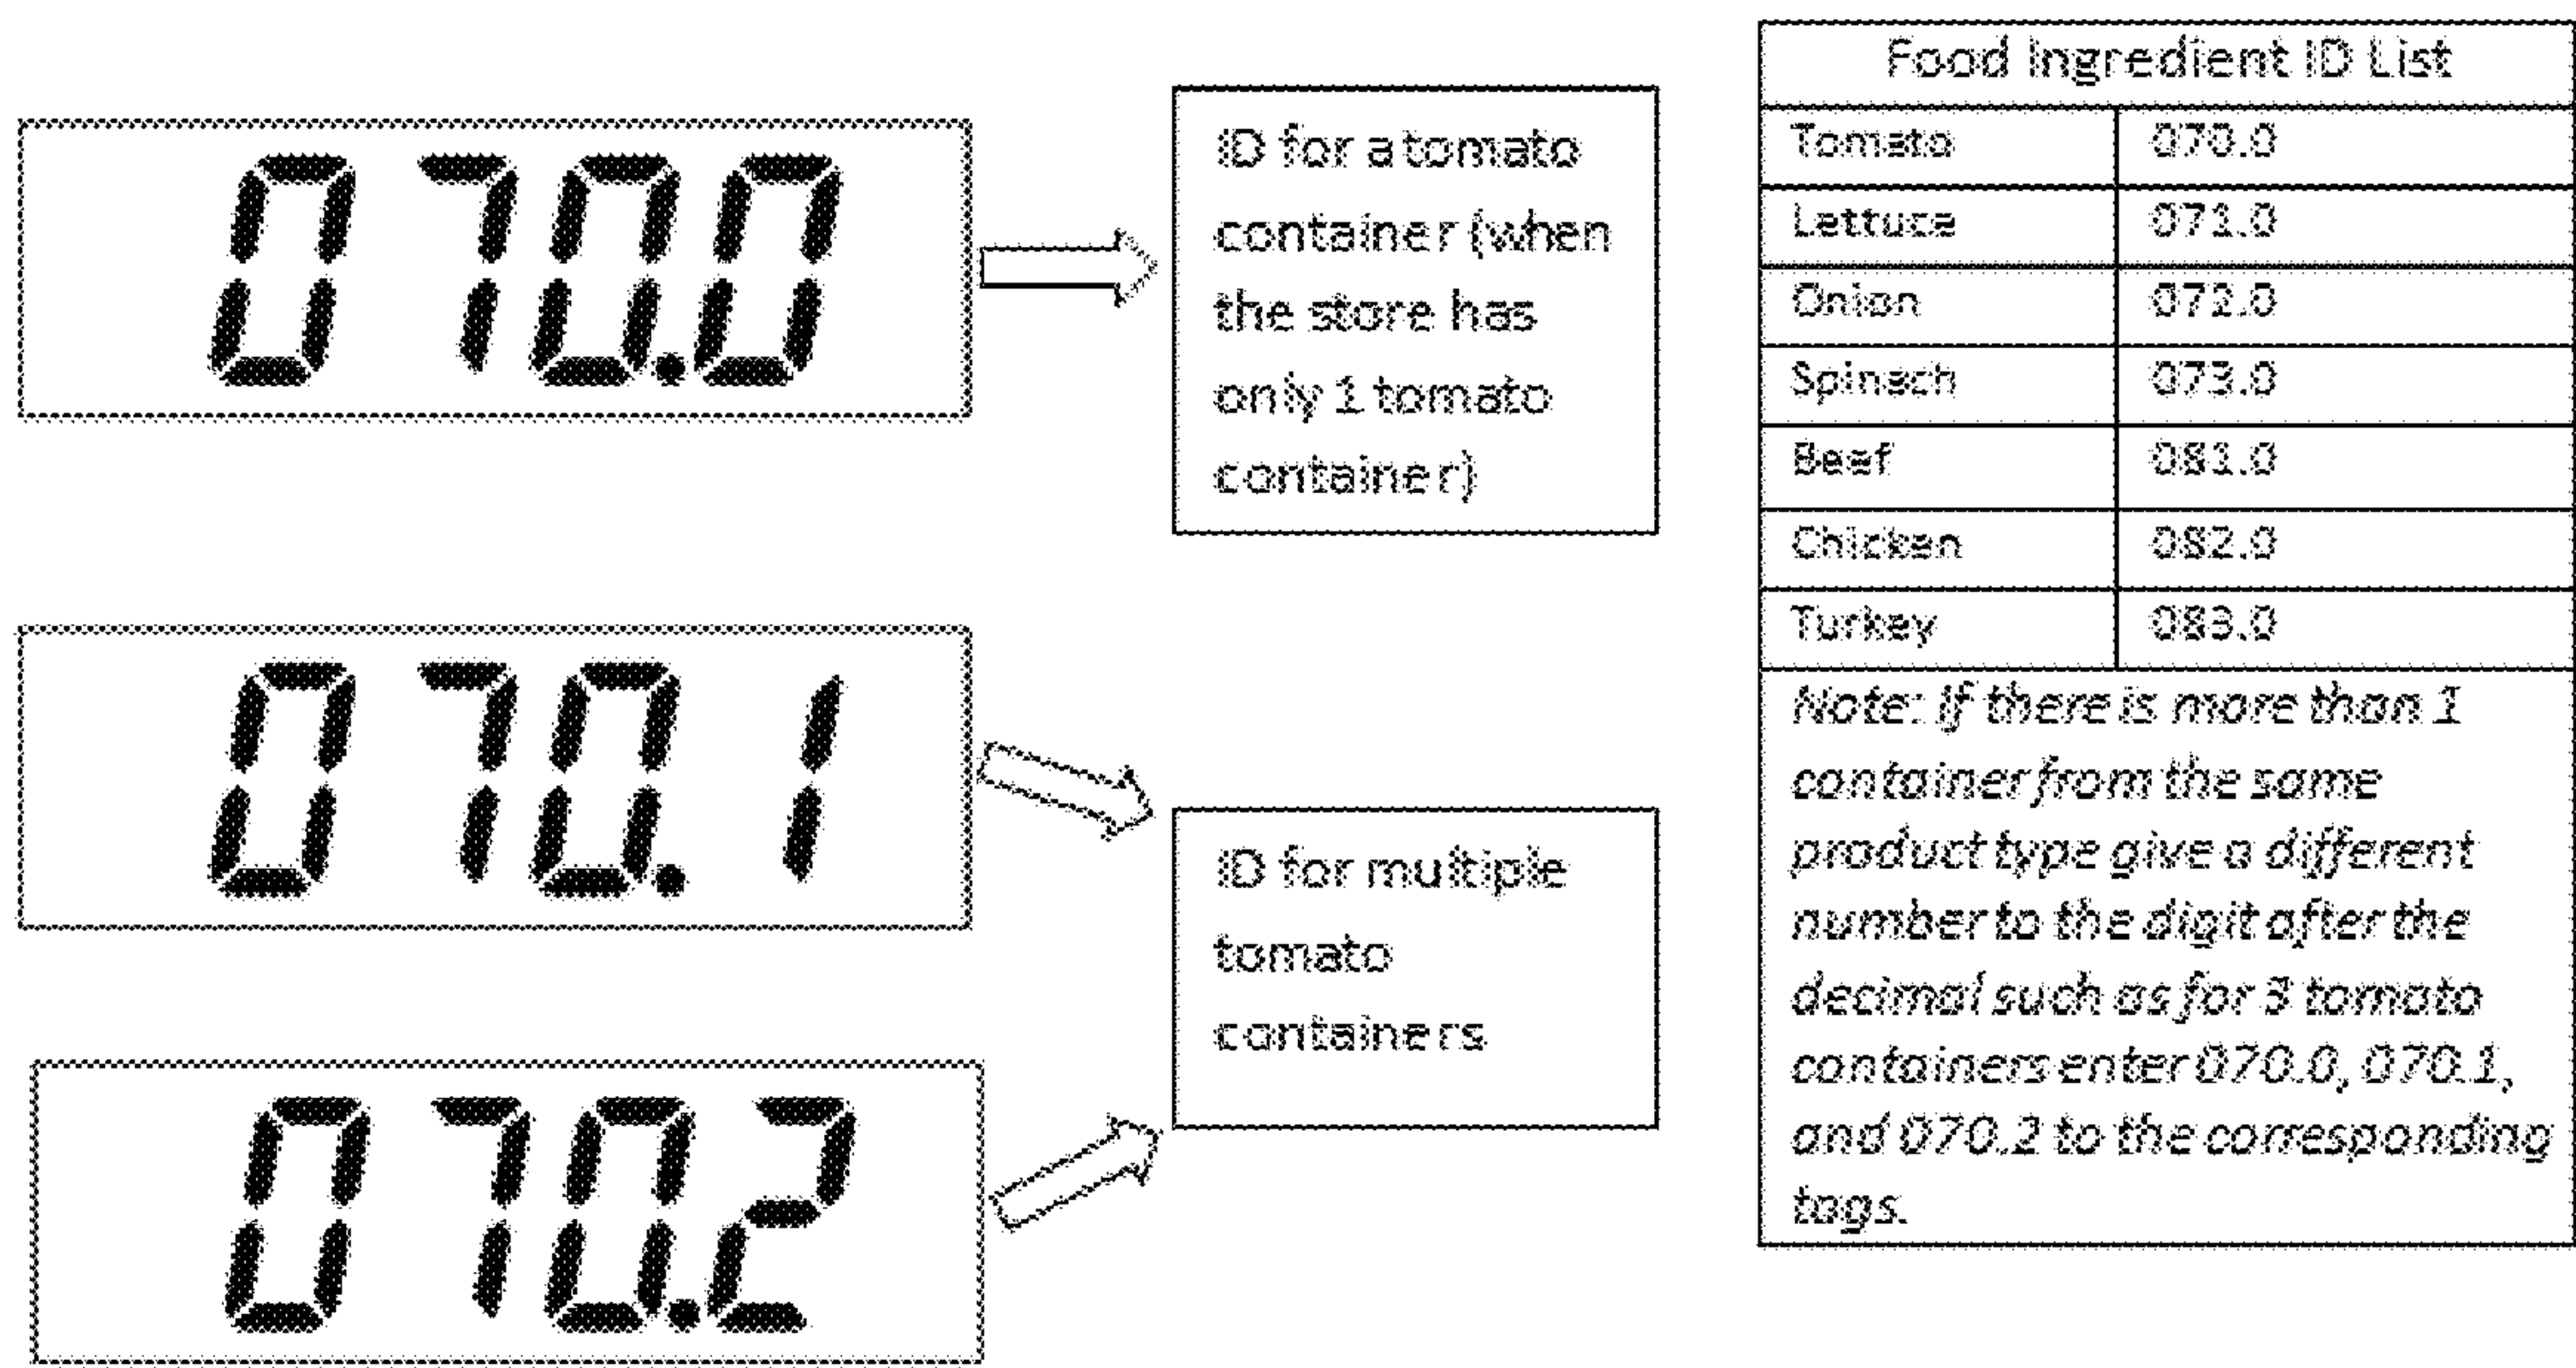 070.0
ID for a tomato
container (when
the store has
only 1 tomato
container)
070.1
070.2
ID for multiple
tomato
containers
Food Ingredient ID List
Tomato 070.0
Lettuce 071.0
Onion 072.0
Spinach 073.0
Beef 081.0
Chicken 082.0
Turkey 083.0
Note: If there is more than 1
container from the same
product type give a different
number to the digit after the
decimal such as for 3 tomato
containers enter 070.0, 070.1,
and 070.2 to the corresponding
tags.